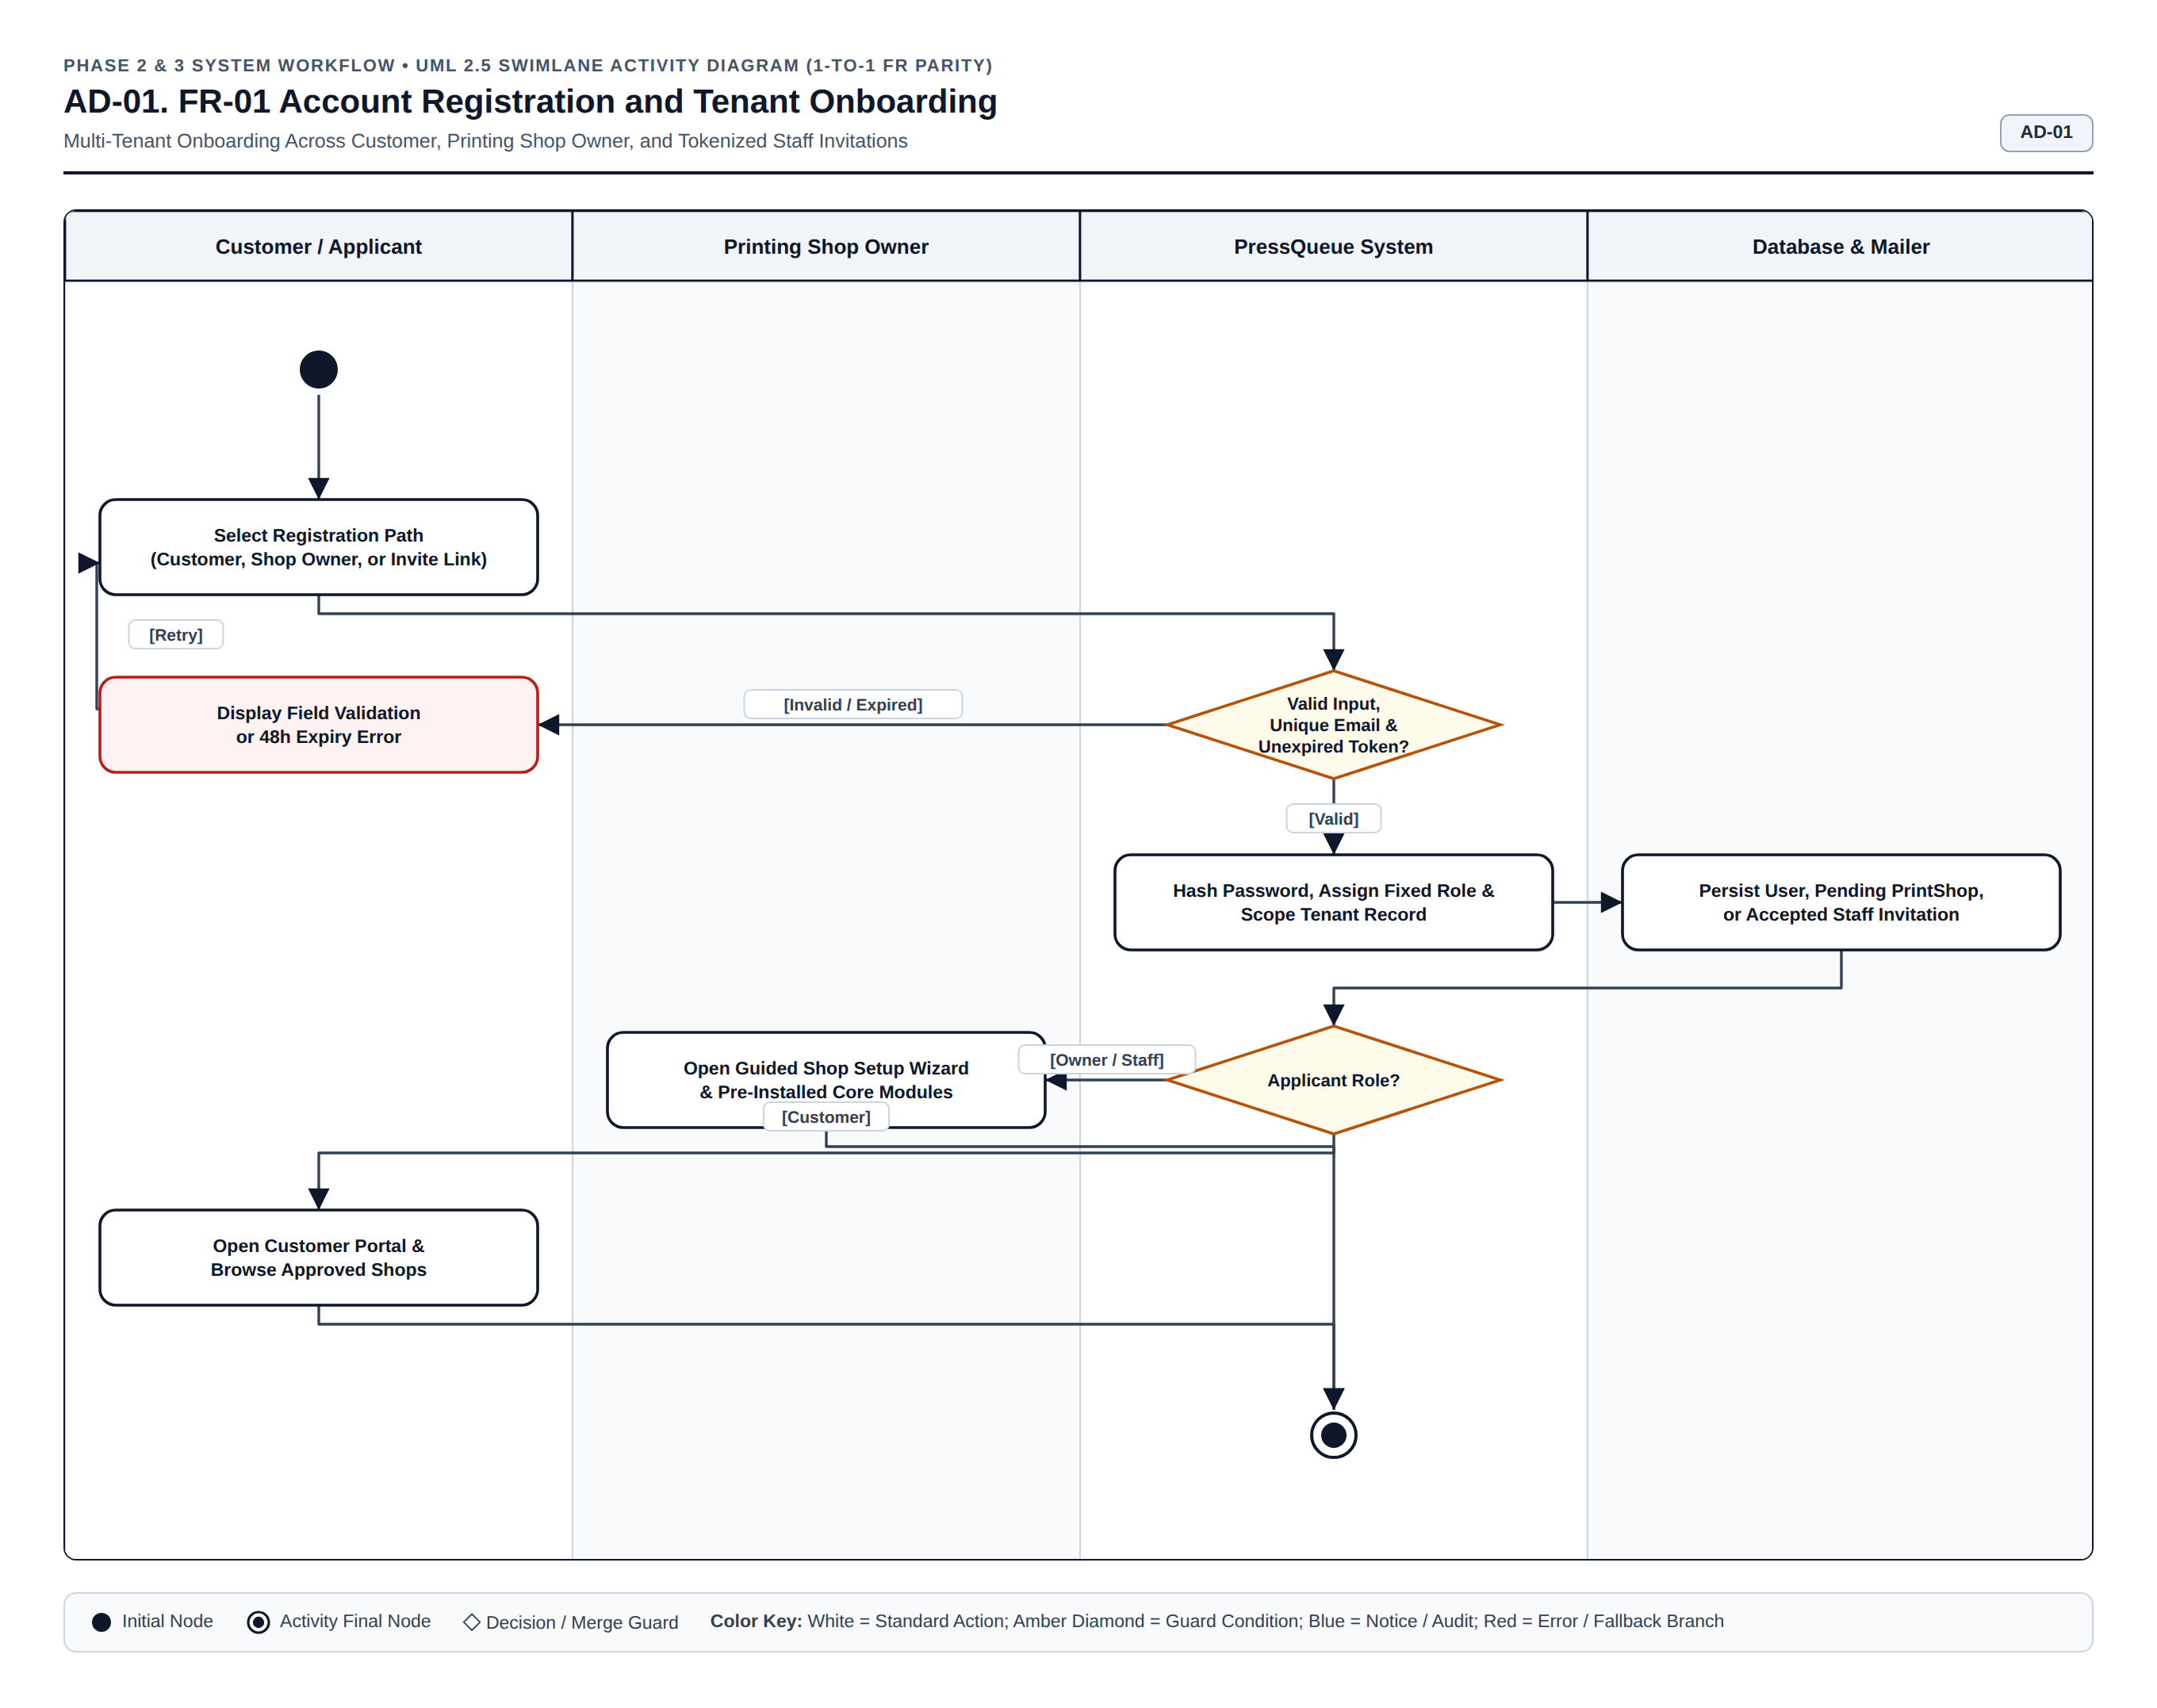 PHASE 2 & 3 SYSTEM WORKFLOW • UML 2.5 SWIMLANE ACTIVITY DIAGRAM (1-TO-1 FR PARITY)
AD-01. FR-01 Account Registration and Tenant Onboarding
Multi-Tenant Onboarding Across Customer, Printing Shop Owner, and Tokenized Staff Invitations
AD-01
Customer / Applicant
Printing Shop Owner
PressQueue System
Database & Mailer
Select Registration Path
(Customer, Shop Owner, or Invite Link)
[Retry]
Display Field Validation
or 48h Expiry Error
[Invalid / Expired]
Valid Input,
Unique Email &
Unexpired Token?
[Valid]
Hash Password, Assign Fixed Role &
Scope Tenant Record
Persist User, Pending PrintShop,
or Accepted Staff Invitation
Open Guided Shop Setup Wizard
& Pre-Installed Core Modules
[Owner / Staff]
Applicant Role?
[Customer]
Open Customer Portal &
Browse Approved Shops
Initial Node
Activity Final Node
Decision / Merge Guard
Color Key: White = Standard Action; Amber Diamond = Guard Condition; Blue = Notice / Audit; Red = Error / Fallback Branch